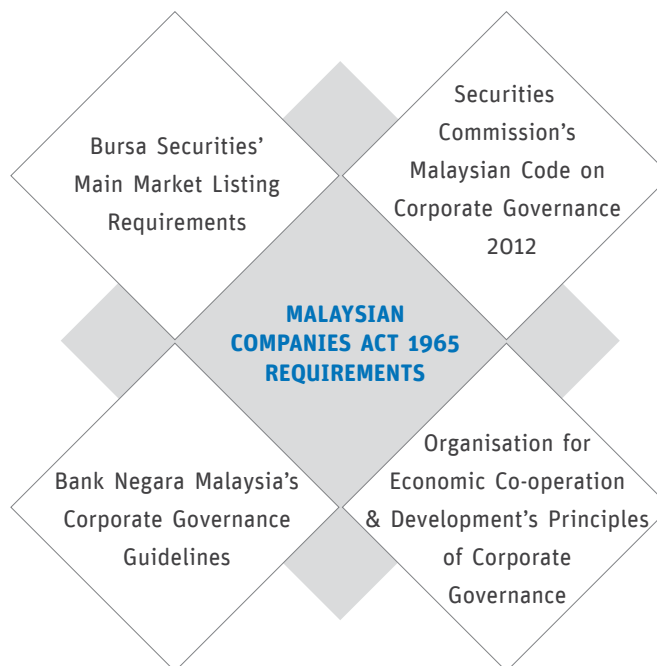 Bursa Securities’
Main Market Listing
Requirements
Securities
Commission’s
Malaysian Code on
Corporate Governance
2012
MALAYSIAN
COMPANIES ACT 1965
REQUIREMENTS
Bank Negara Malaysia’s
Corporate Governance
Guidelines
Organisation for
Economic Co-operation
& Development’s Principles
of Corporate
Governance